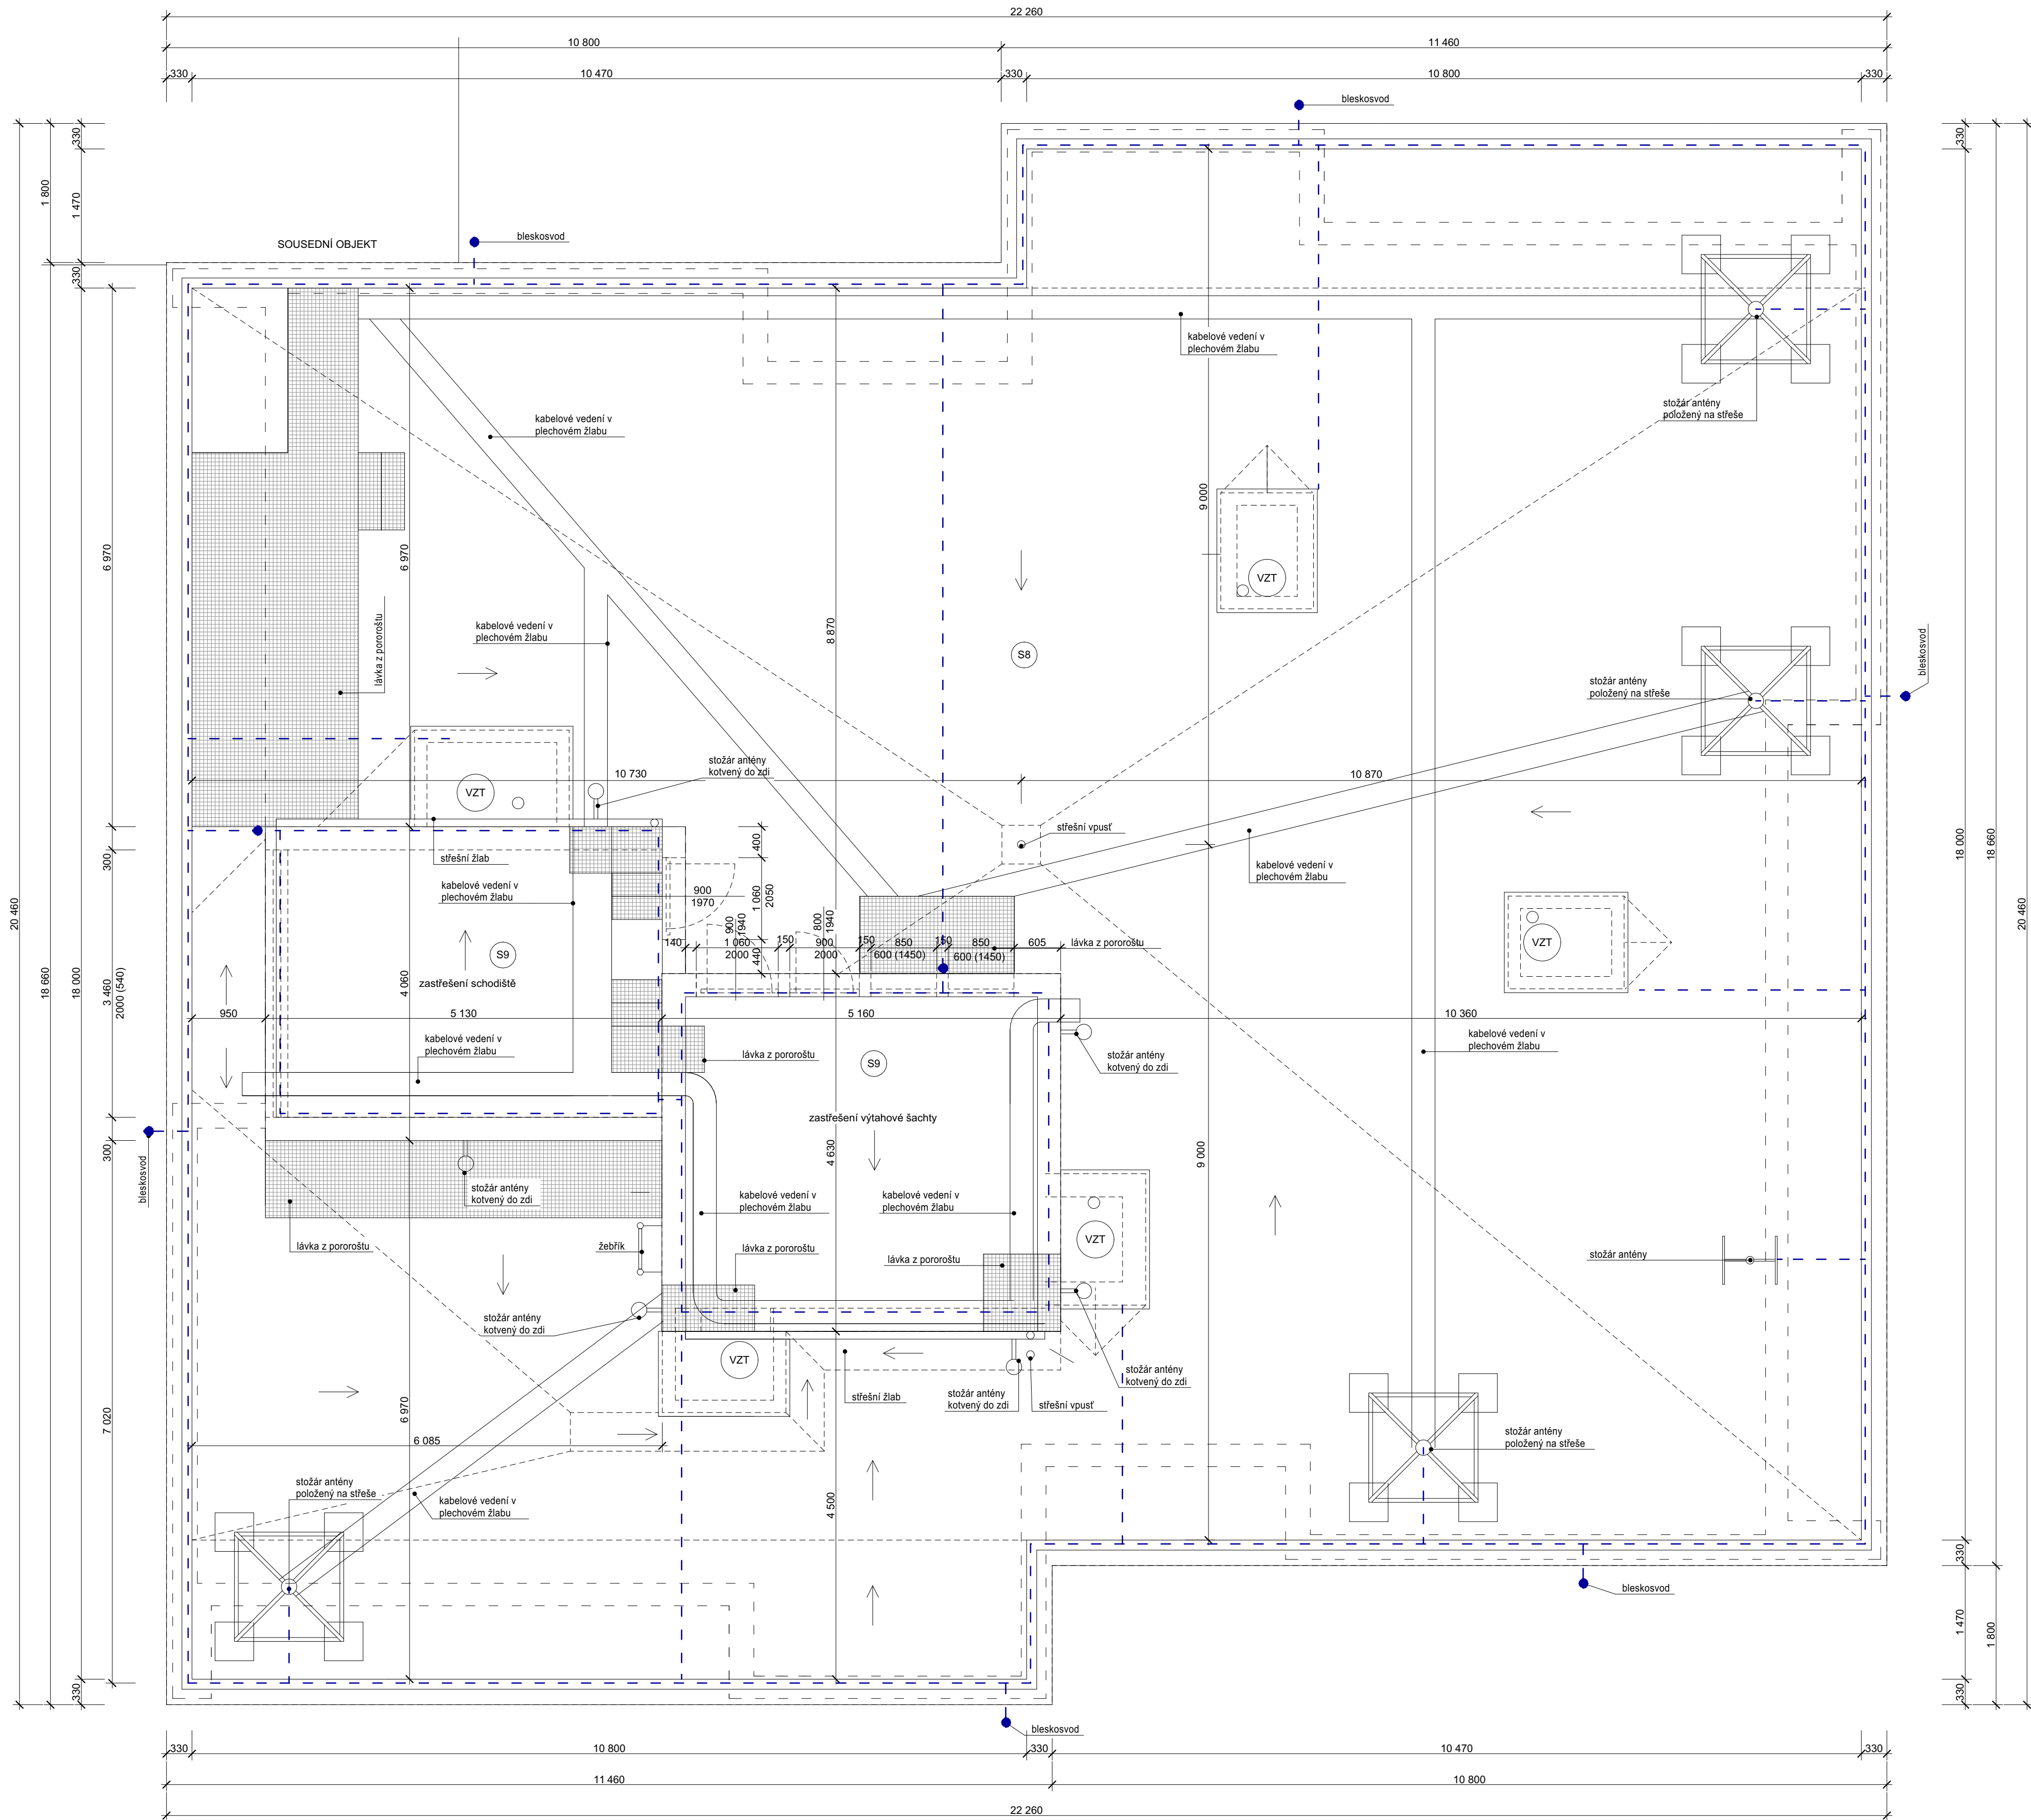 22 260
10 800
11 460
330
10 470
330
10 800
330
bleskosvod
330
330
1 800
1 470
SOUSEDNÍ OBJEKT
bleskosvod
330
kabelové vedení v
plechovém žlabu
stožár antény
položený na střeše
kabelové vedení v
plechovém žlabu
9 000
VZT
6 970
6 970
8 870
kabelové vedení v
plechovém žlabu
lávka z pororoštu
S8
bleskosvod
stožár antény
položený na střeše
stožár antény
kotvený do zdi
10 730
10 870
VZT
střešní vpusť
400
střešní žlab
300
kabelové vedení v
plechovém žlabu
kabelové vedení v
plechovém žlabu
18 000
18 660
20 460
900
1970
1 060
2050
900
1940
800
1940
20 460
18 660
18 000
3 460
2000 (540)
S9
zastřešení schodiště
4 060
140
1 060
2000
150
900
2000
150
850
600 (1450)
150
850
600 (1450)
605
440
lávka z pororoštu
VZT
950
5 130
5 160
10 360
kabelové vedení v
plechovém žlabu
kabelové vedení v
plechovém žlabu
lávka z pororoštu
S9
stožár antény
kotvený do zdi
zastřešení výtahové šachty
300
bleskosvod
4 630
9 000
stožár antény
kotvený do zdi
kabelové vedení v
plechovém žlabu
kabelové vedení v
plechovém žlabu
VZT
lávka z pororoštu
žebřík
lávka z pororoštu
lávka z pororoštu
stožár antény
stožár antény
kotvený do zdi
VZT
stožár antény
kotvený do zdi
střešní žlab
stožár antény
kotvený do zdi
střešní vpusť
7 020
6 970
6 085
stožár antény
položený na střeše
stožár antény
položený na střeše
kabelové vedení v
plechovém žlabu
4 500
330
bleskosvod
1 470
1 800
330
330
bleskosvod
330
10 800
330
10 470
330
11 460
10 800
22 260